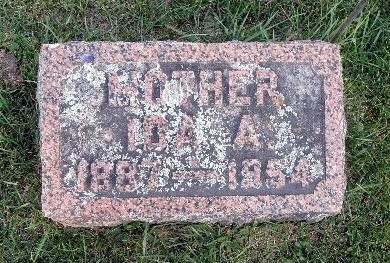 MOTHER
IDA A.
1887 — 1954